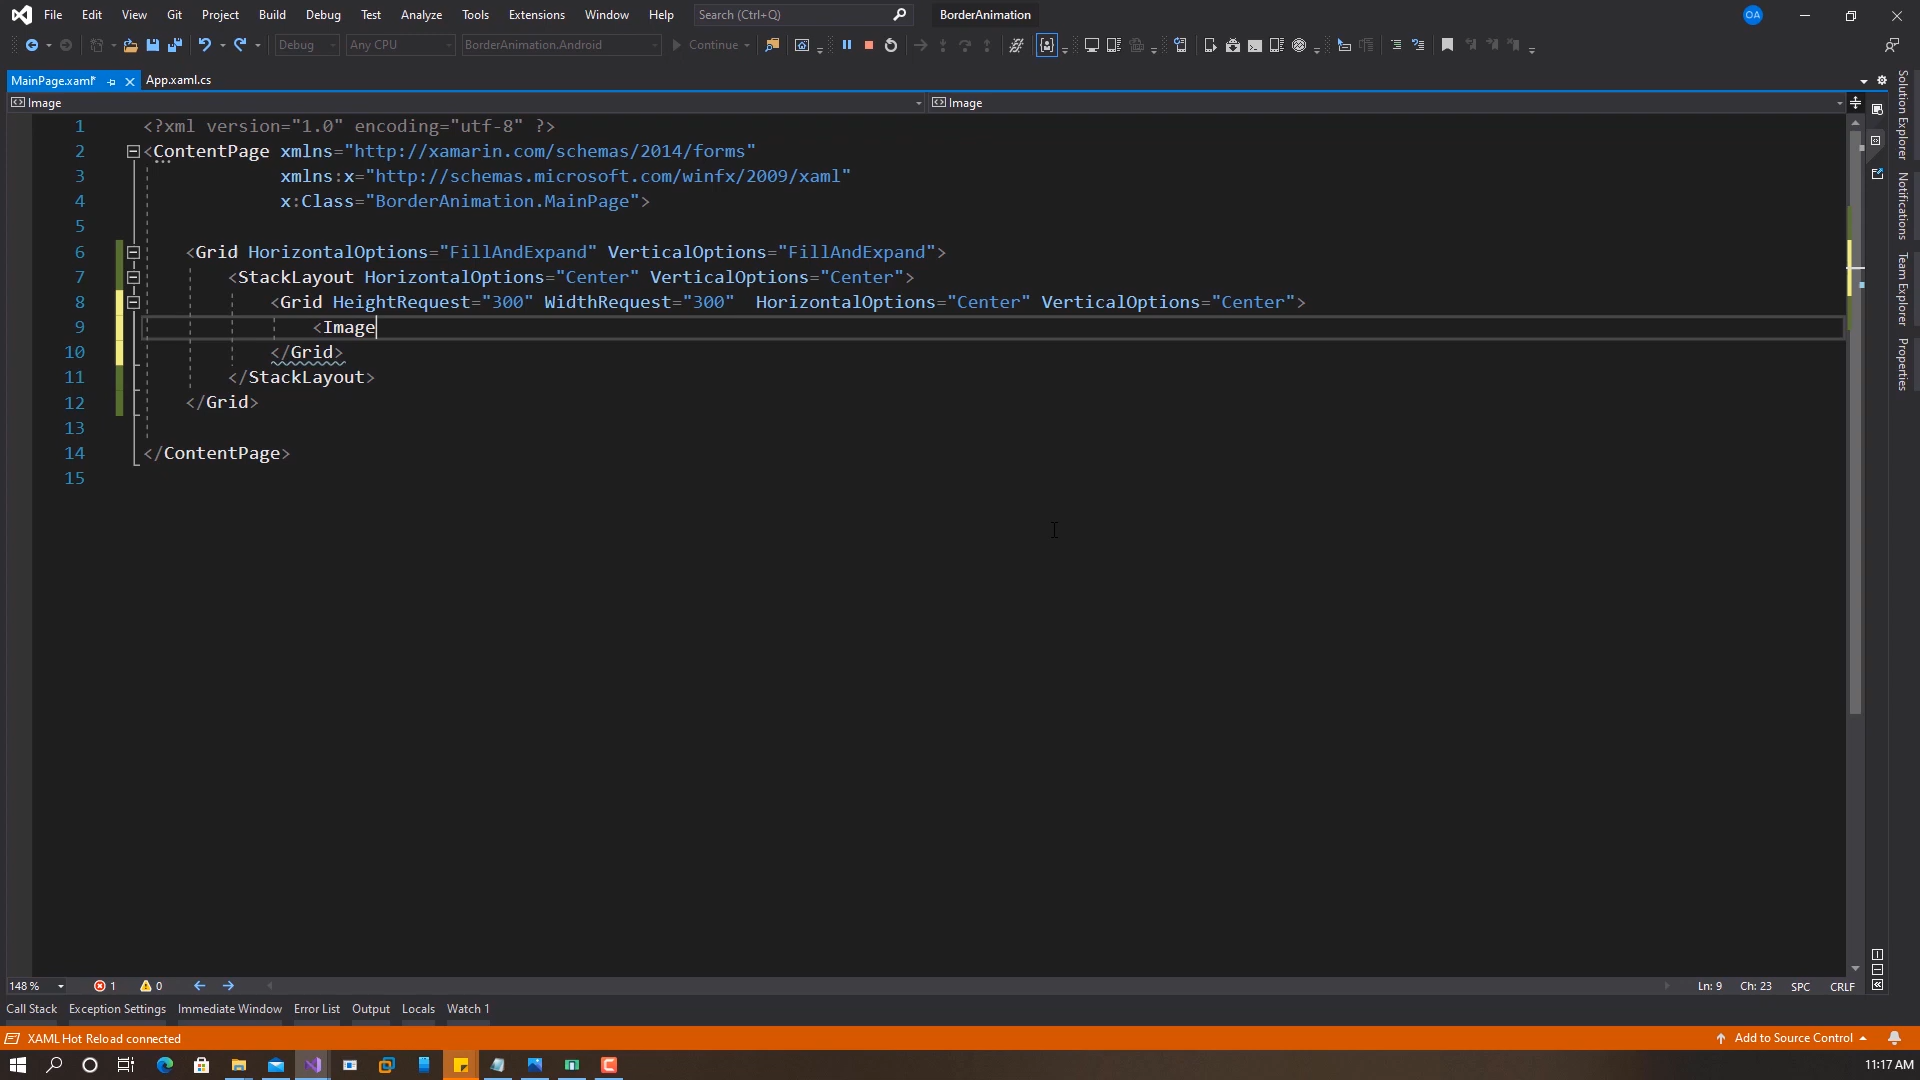 File Edit View Git Project Build Debug Test Analyze Tools Extensions Window Help Search (Ctrl+Q) BorderAnimation OA
Debug Any CPU BorderAnimation.Android Continue
MainPage.xaml* App.xaml.cs
Image Image
1 <?xml version="1.0" encoding="utf-8" ?>
2 <ContentPage xmlns="http://xamarin.com/schemas/2014/forms"
3 xmlns:x="http://schemas.microsoft.com/winfx/2009/xaml"
4 x:Class="BorderAnimation.MainPage">
5
6 <Grid HorizontalOptions="FillAndExpand" VerticalOptions="FillAndExpand">
7 <StackLayout HorizontalOptions="Center" VerticalOptions="Center">
8 <Grid HeightRequest="300" WidthRequest="300"  HorizontalOptions="Center" VerticalOptions="Center">
9 <Image
10 </Grid>
11 </StackLayout>
12 </Grid>
13
14 </ContentPage>
15
Solution Explorer
Notifications
Team Explorer
Properties
148 % 1 0 Ln: 9 Ch: 23 SPC CRLF
Call Stack Exception Settings Immediate Window Error List Output Locals Watch 1
XAML Hot Reload connected Add to Source Control
11:17 AM